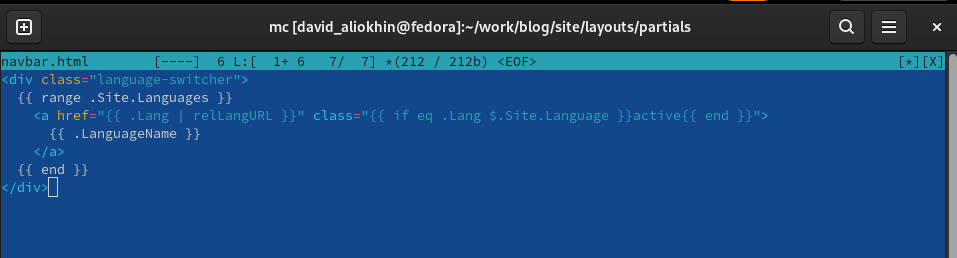 mc [david_aliokhin@fedora]:~/work/blog/site/layouts/partials
navbar.html [----] 6 L:[ 1+ 6 7/ 7] *(212 / 212b) <EOF> [*][X]
<div class="language-switcher">
{{ range .Site.Languages }}
<a href="{{ .Lang | relLangURL }}" class="{{ if eq .Lang $.Site.Language }}active{{ end }}">
{{ .LanguageName }}
</a>
{{ end }}
</div>